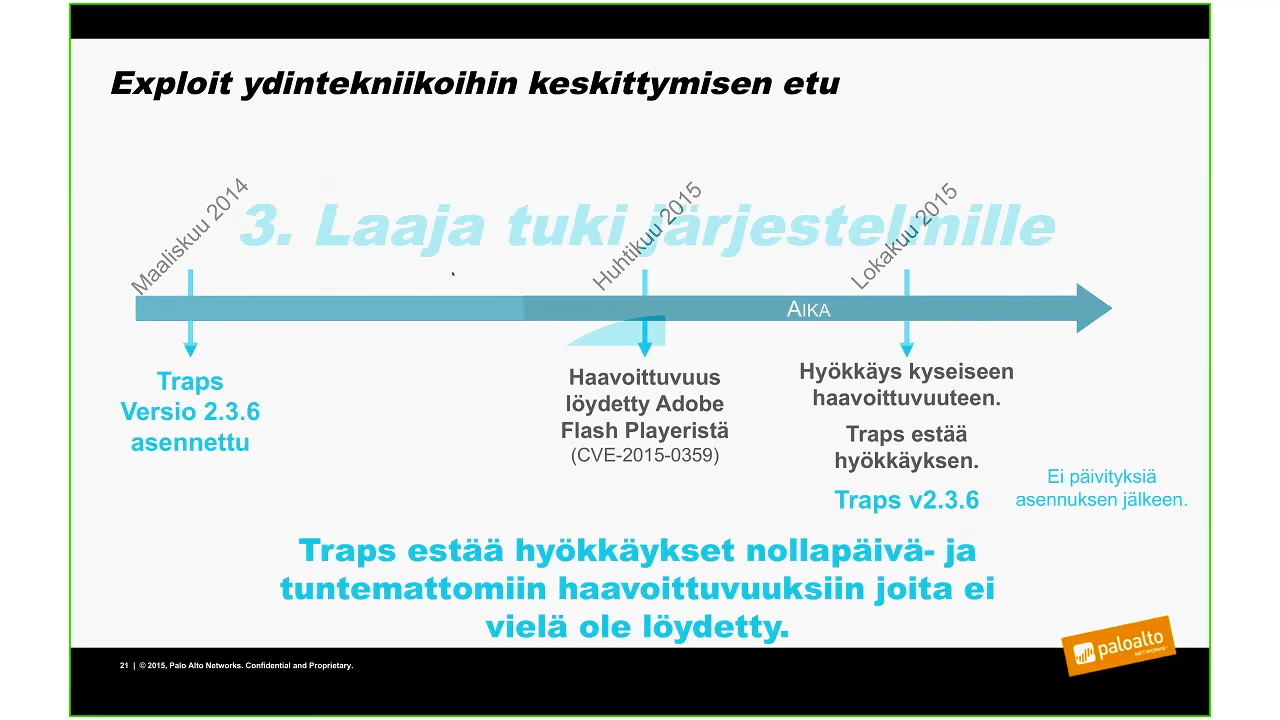 Exploit ydintekniikoihin keskittymisen etu
3. Laaja tuki järjestelmille
Maaliskuu 2014
Huhtikuu 2015
Lokakuu 2015
AIKA
Traps
Versio 2.3.6
asennettu
Haavoittuvuus
löydetty Adobe
Flash Playeristä
(CVE-2015-0359)
Hyökkäys kyseiseen
haavoittuvuuteen.
Traps estää
hyökkäyksen.
Traps v2.3.6
Ei päivityksiä
asennuksen jälkeen.
Traps estää hyökkäykset nollapäivä- ja
tuntemattomiin haavoittuvuuksiin joita ei
vielä ole löydetty.
paloalto
NETWORKS
21 | © 2015, Palo Alto Networks. Confidential and Proprietary.